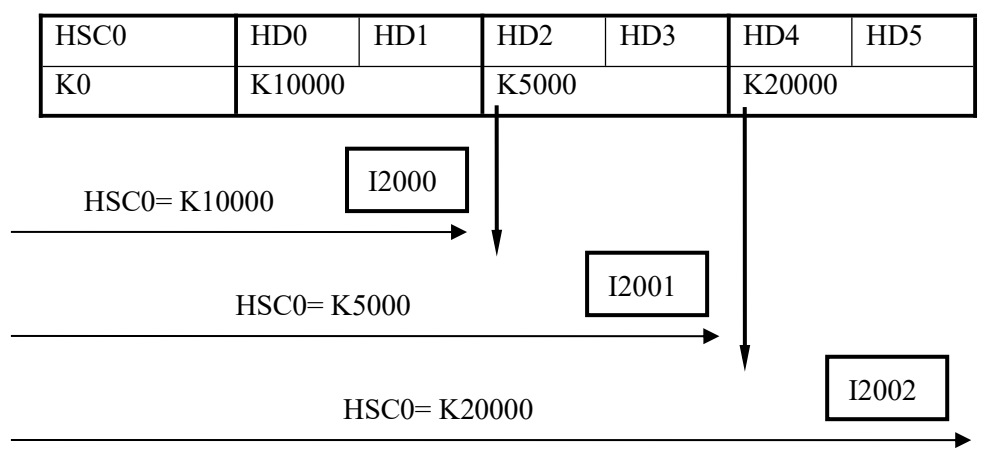 HSC0 HD0 HD1 HD2 HD3 HD4 HD5
K0 K10000 K5000 K20000
I2000
HSC0= K10000
I2001
HSC0= K5000
I2002
HSC0= K20000